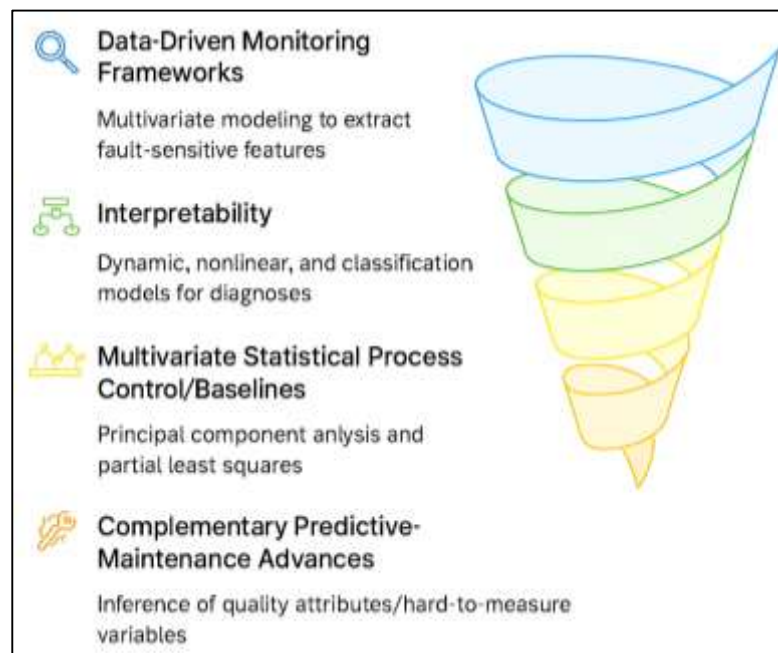 Data-Driven Monitoring
Frameworks
Multivariate modeling to extract
fault-sensitive features
Interpretability
Dynamic, nonlinear, and classification
models for diagnoses
Multivariate Statistical Process
Control/Baselines
Principal component anlysis and
partial least squares
Complementary Predictive-
Maintenance Advances
Inference of quality attributes/hard-to-measure
variables